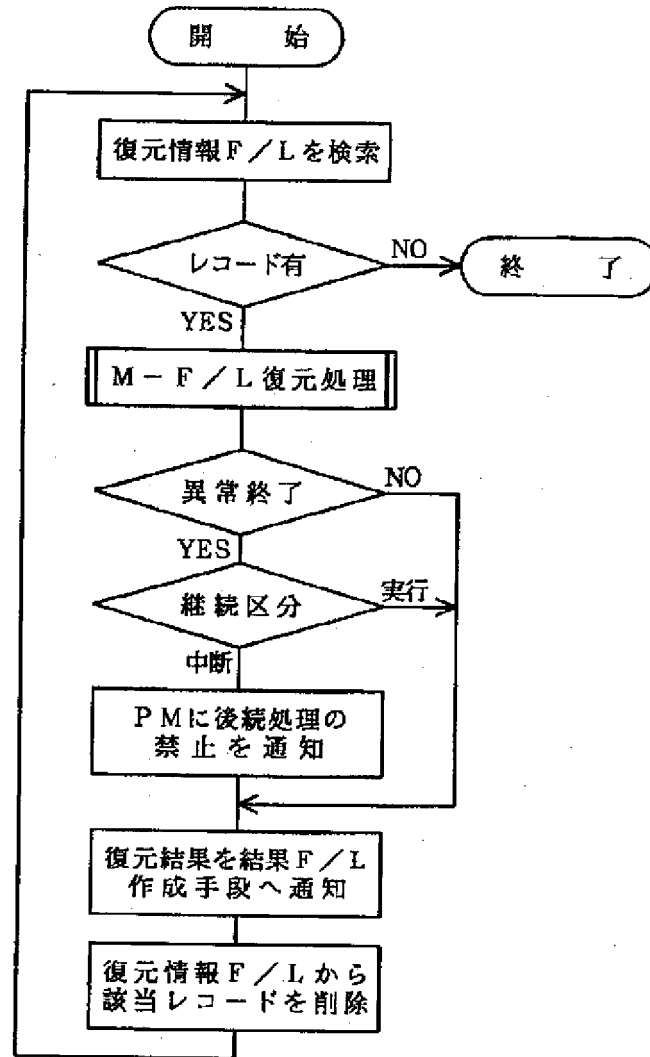 開 始
復元情報F／Lを検索
レコード有
NO
終 了
YES
M－F／L復元処理
異常終了
NO
YES
継続区分
実行
中断
PMに後続処理の
禁止を通知
復元結果を結果F／L
作成手段へ通知
復元情報F／Lから
該当レコードを削除